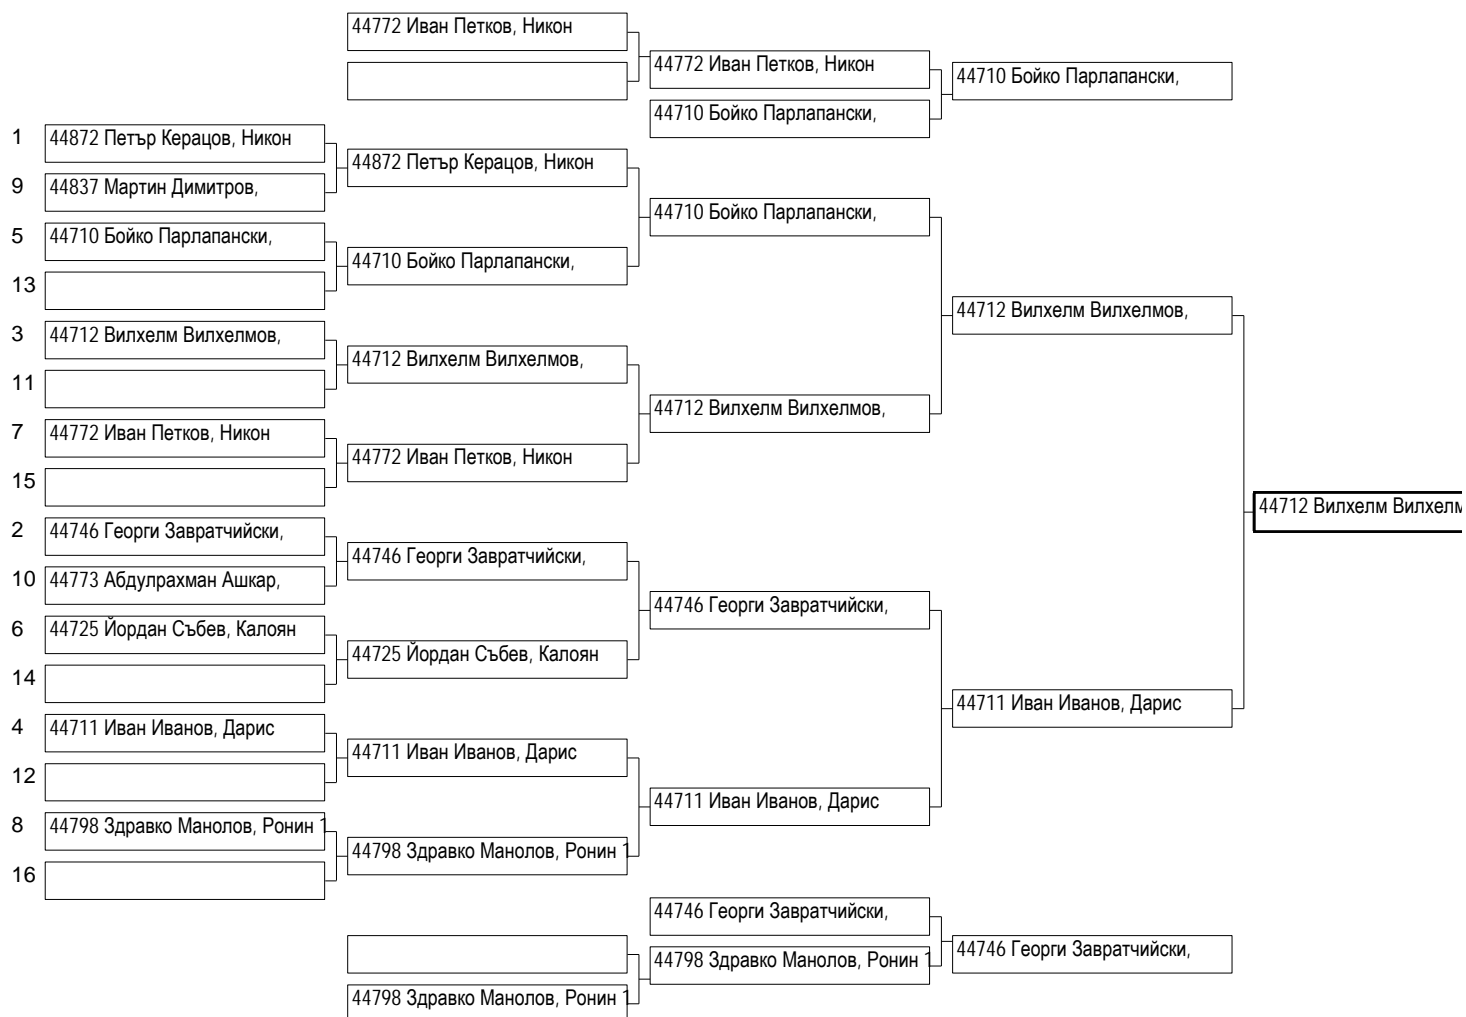 44772 Иван Петков, Никон
44772 Иван Петков, Никон
44710 Бойко Парлапански,
44710 Бойко Парлапански,
1 44872 Петър Керацов, Никон
44872 Петър Керацов, Никон
9 44837 Мартин Димитров,
44710 Бойко Парлапански,
5 44710 Бойко Парлапански,
44710 Бойко Парлапански,
13
44712 Вилхелм Вилхелмов,
3 44712 Вилхелм Вилхелмов,
44712 Вилхелм Вилхелмов,
11
44712 Вилхелм Вилхелмов,
7 44772 Иван Петков, Никон
44772 Иван Петков, Никон
15
44712 Вилхелм Вилхелм
2 44746 Георги Завратчийски,
44746 Георги Завратчийски,
10 44773 Абдулрахман Ашкар,
44746 Георги Завратчийски,
6 44725 Йордан Събев, Калоян
44725 Йордан Събев, Калоян
14
44711 Иван Иванов, Дарис
4 44711 Иван Иванов, Дарис
44711 Иван Иванов, Дарис
12
44711 Иван Иванов, Дарис
8 44798 Здравко Манолов, Ронин 1
44798 Здравко Манолов, Ронин 1
16
44746 Георги Завратчийски,
44746 Георги Завратчийски,
44798 Здравко Манолов, Ронин 1
44798 Здравко Манолов, Ронин 1